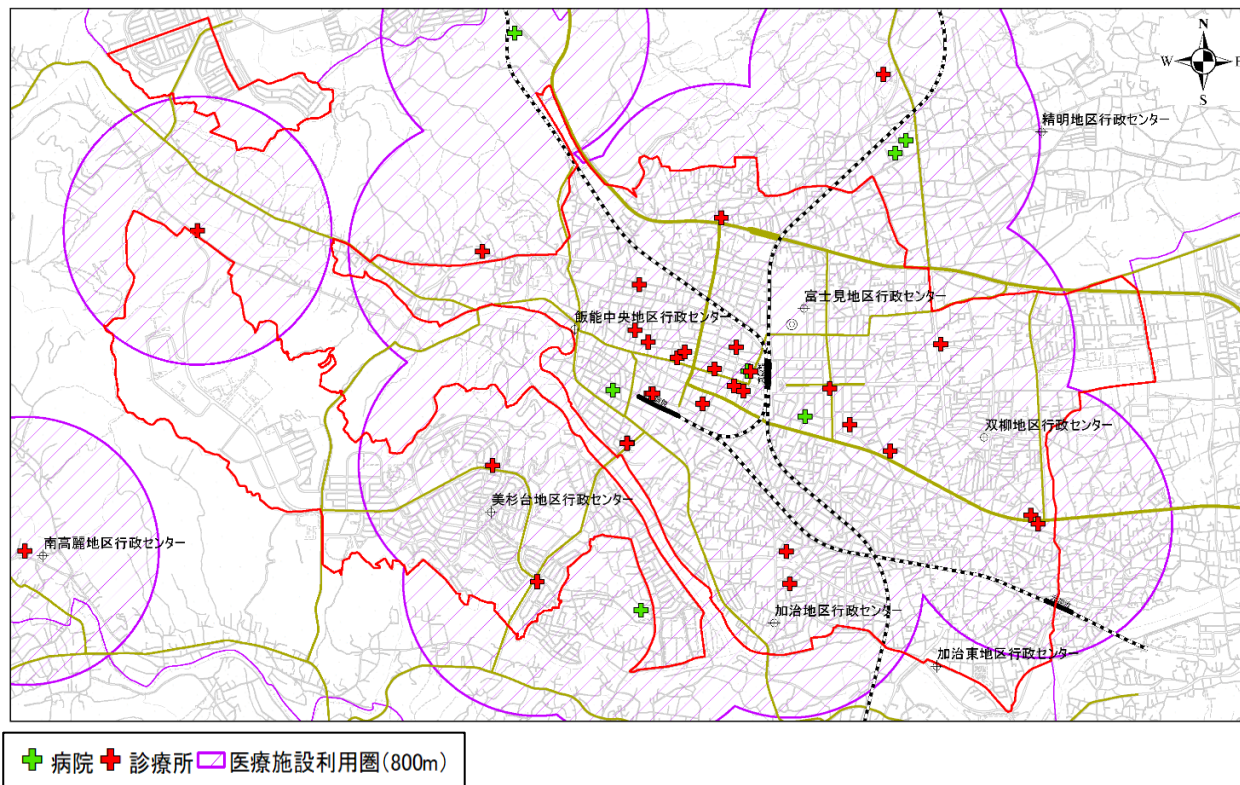 N
W E
S
精明地区行政センター
富士見地区行政センター
飯能中央地区行政センター
双柳地区行政センター
美杉台地区行政センター
南高麗地区行政センター
加治地区行政センター
加治東地区行政センター
病院 診療所 医療施設利用圏(800m)